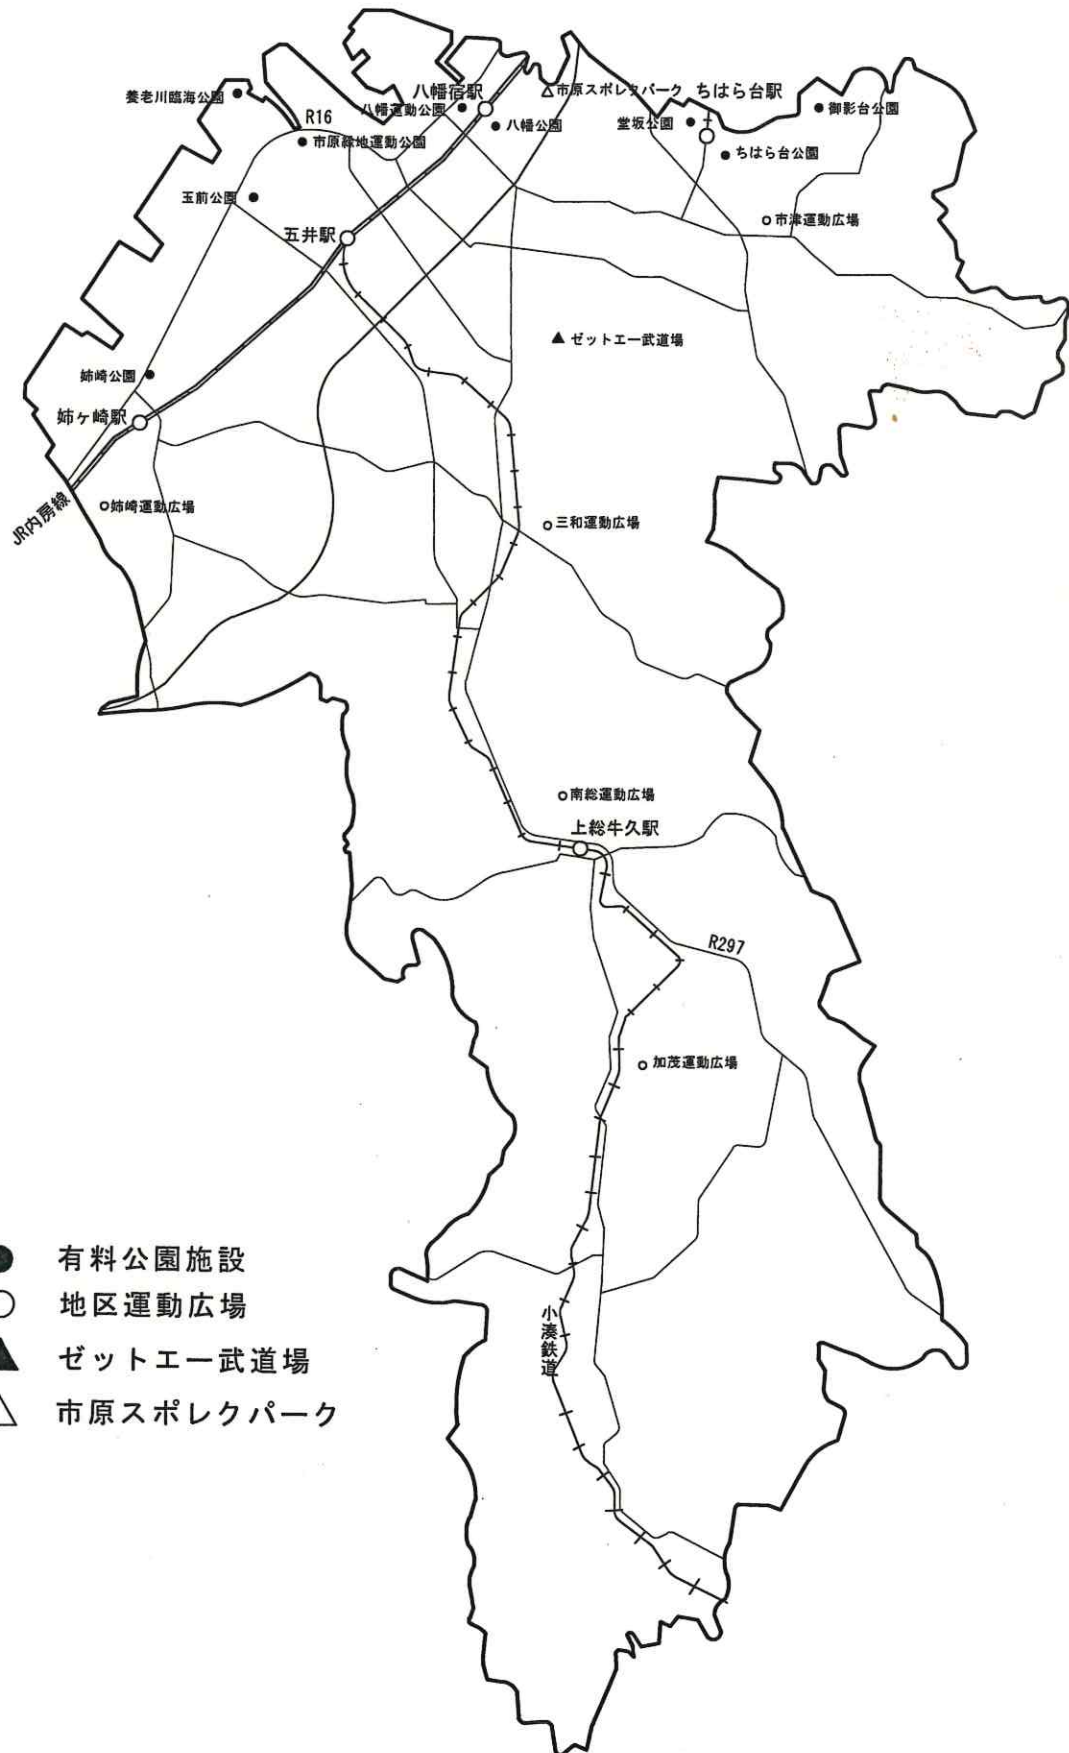 養老川臨海公園
八幡宿駅
八幡運動公園
市原スポレクパーク
ちはら台駅
御影台公園
R16
八幡公園
堂坂公園
市原緑地運動公園
ちはら台公園
玉前公園
五井駅
市津運動広場
ゼットエー武道場
姉崎公園
姉ヶ崎駅
JR内房線
姉崎運動広場
三和運動広場
南総運動広場
上総牛久駅
R297
加茂運動広場
小湊鉄道
有料公園施設
地区運動広場
ゼットエー武道場
市原スポレクパーク